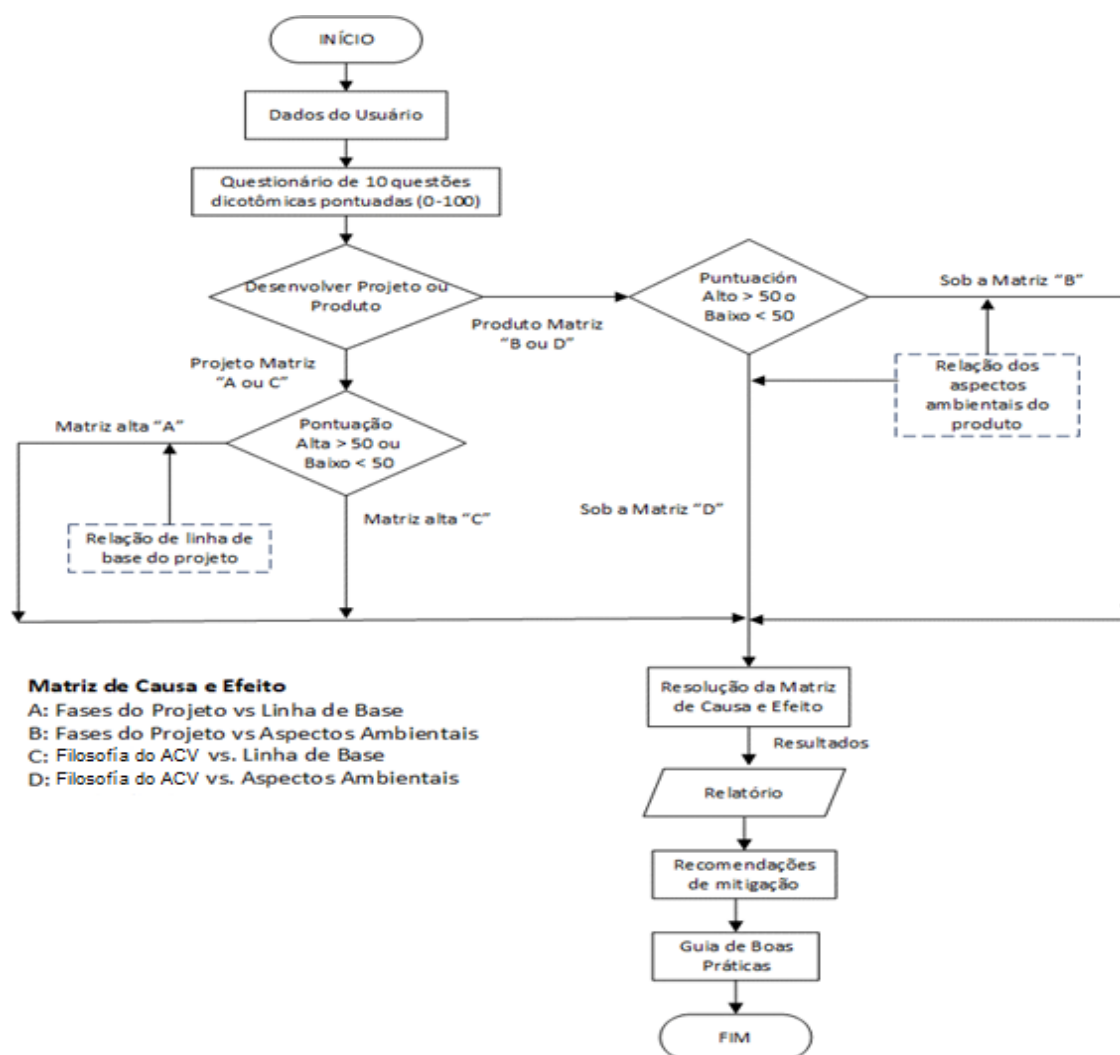 INÍCIO
Dados do Usuário
Questionário de 10 questões
dicotômicas pontuadas (0-100)
Desenvolver Projeto ou
Produto
Produto Matriz
“B ou D”
Puntuación
Alto > 50 o
Baixo < 50
Sob a Matriz “B”
Relação dos
aspectos
ambientais do
produto
Sob a Matriz “D”
Projeto Matriz
“A ou C”
Pontuação
Alta > 50 ou
Baixo < 50
Matriz alta “A”
Relação de linha de
base do projeto
Matriz alta “C”
Matriz de Causa e Efeito
A: Fases do Projeto vs Linha de Base
B: Fases do Projeto vs Aspectos Ambientais
C: Filosofía do ACV vs. Linha de Base
D: Filosofía do ACV vs. Aspectos Ambientais
Resolução da Matriz
de Causa e Efeito
Resultados
Relatório
Recomendações
de mitigação
Guia de Boas
Práticas
FIM